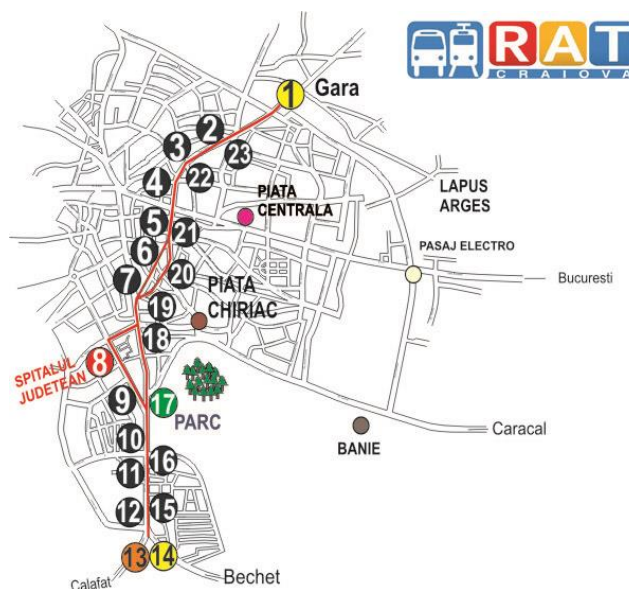 RAT
CRAIOVA
1
Gara
2
3
23
4
22
PIATA
CENTRALA
LAPUS
ARGES
5
21
6
PASAJ ELECTRO
7
20
Bucuresti
PIATA
CHIRIAC
19
18
SPITALUL
JUDETEAN
8
9
17
PARC
10
BANIE
Caracal
11
16
12
15
13
14
Calafat
Bechet